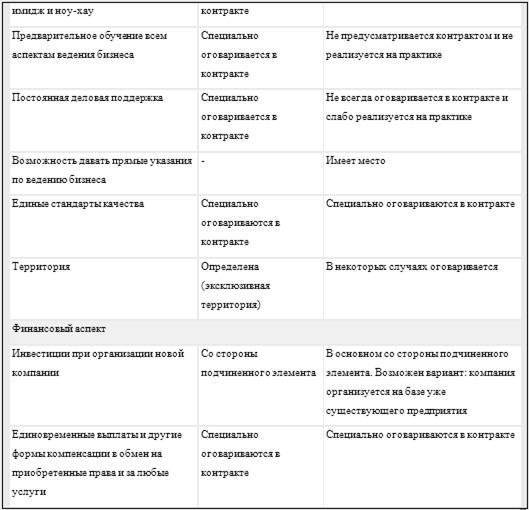 имидж и ноу-хау
контракте
Предварительное обучение всем
аспектам ведения бизнеса
Специально
оговаривается в
контракте
Не предусматривается контрактом и не
реализуется на практике
Постоянная деловая поддержка
Специально
оговаривается в
контракте
Не всегда оговаривается в контракте и
слабо реализуется на практике
Возможность давать прямые указания
по ведению бизнеса
-
Имеет место
Единые стандарты качества
Специально
оговариваются в
контракте
Специально оговариваются в контракте
Территория
Определена
(эксклюзивная
территория)
В некоторых случаях оговаривается
Финансовый аспект
Инвестиции при организации новой
компании
Со стороны
подчиненного элемента
В основном со стороны подчиненного
элемента. Возможен вариант: компания
организуется на базе уже
существующего предприятия
Единовременные выплаты и другие
формы компенсации в обмен на
приобретенные права и за любые
услуги
Специально
оговариваются в
контракте
Специально оговариваются в контракте